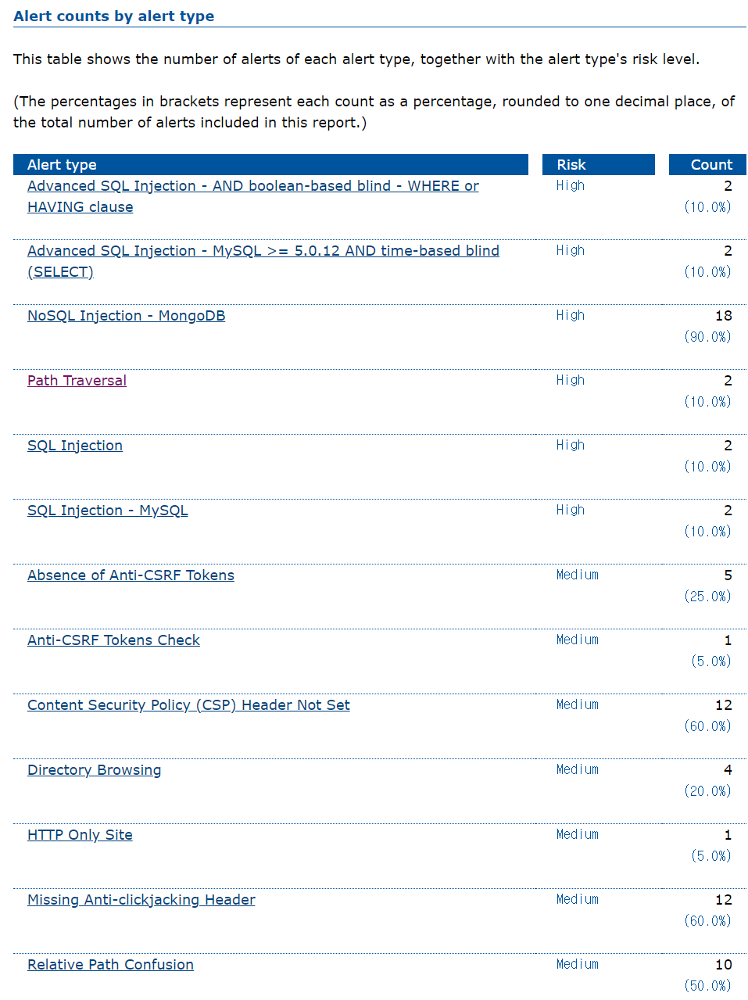 Alert counts by alert type
This table shows the number of alerts of each alert type, together with the alert type's risk level.
(The percentages in brackets represent each count as a percentage, rounded to one decimal place, of
the total number of alerts included in this report.)
Alert type Risk Count
Advanced SQL Injection - AND boolean-based blind - WHERE or High 2
HAVING clause (10.0%)
Advanced SQL Injection - MySQL >= 5.0.12 AND time-based blind High 2
(SELECT) (10.0%)
NoSQL Injection - MongoDB High 18
(90.0%)
Path Traversal High 2
(10.0%)
SQL Injection High 2
(10.0%)
SQL Injection - MySQL High 2
(10.0%)
Absence of Anti-CSRF Tokens Medium 5
(25.0%)
Anti-CSRF Tokens Check Medium 1
(5.0%)
Content Security Policy (CSP) Header Not Set Medium 12
(60.0%)
Directory Browsing Medium 4
(20.0%)
HTTP Only Site Medium 1
(5.0%)
Missing Anti-clickjacking Header Medium 12
(60.0%)
Relative Path Confusion Medium 10
(50.0%)